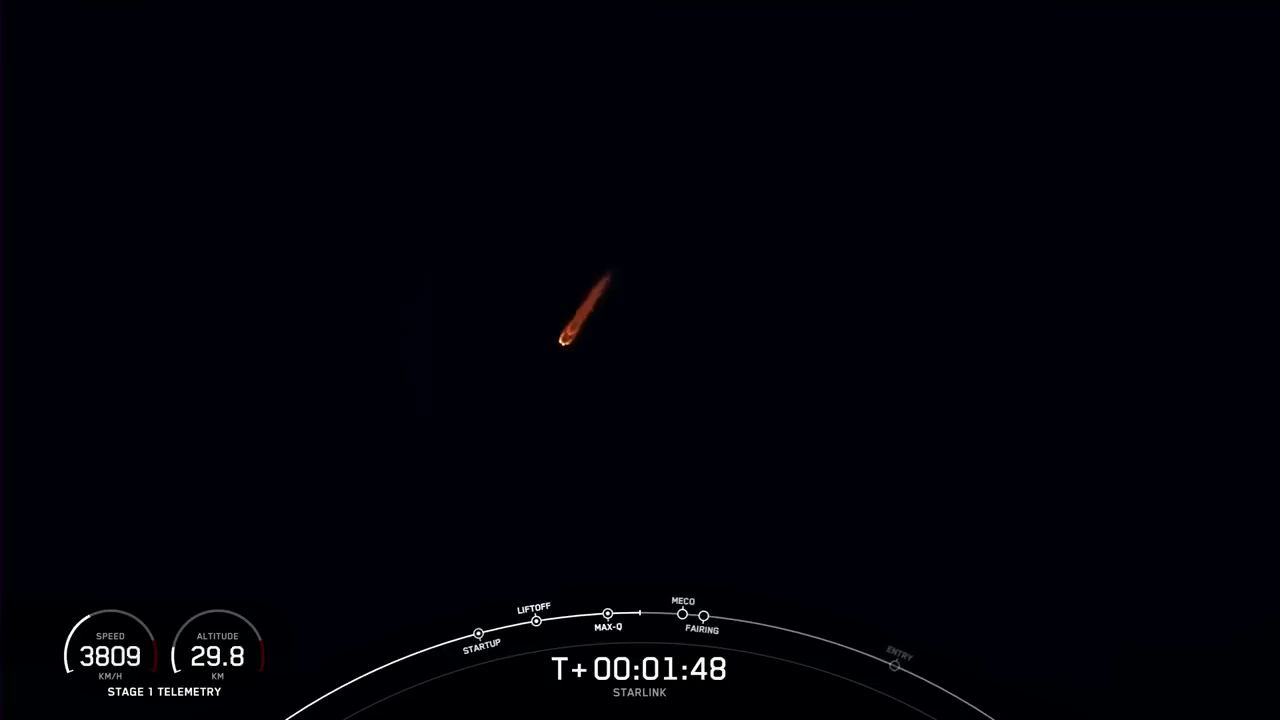 SPEED
3809
KM/H
ALTITUDE
29.8
KM
STAGE 1 TELEMETRY
STARTUP
LIFTOFF
MAX-Q
MECO
FAIRING
ENTRY
T+00:01:48
STARLINK